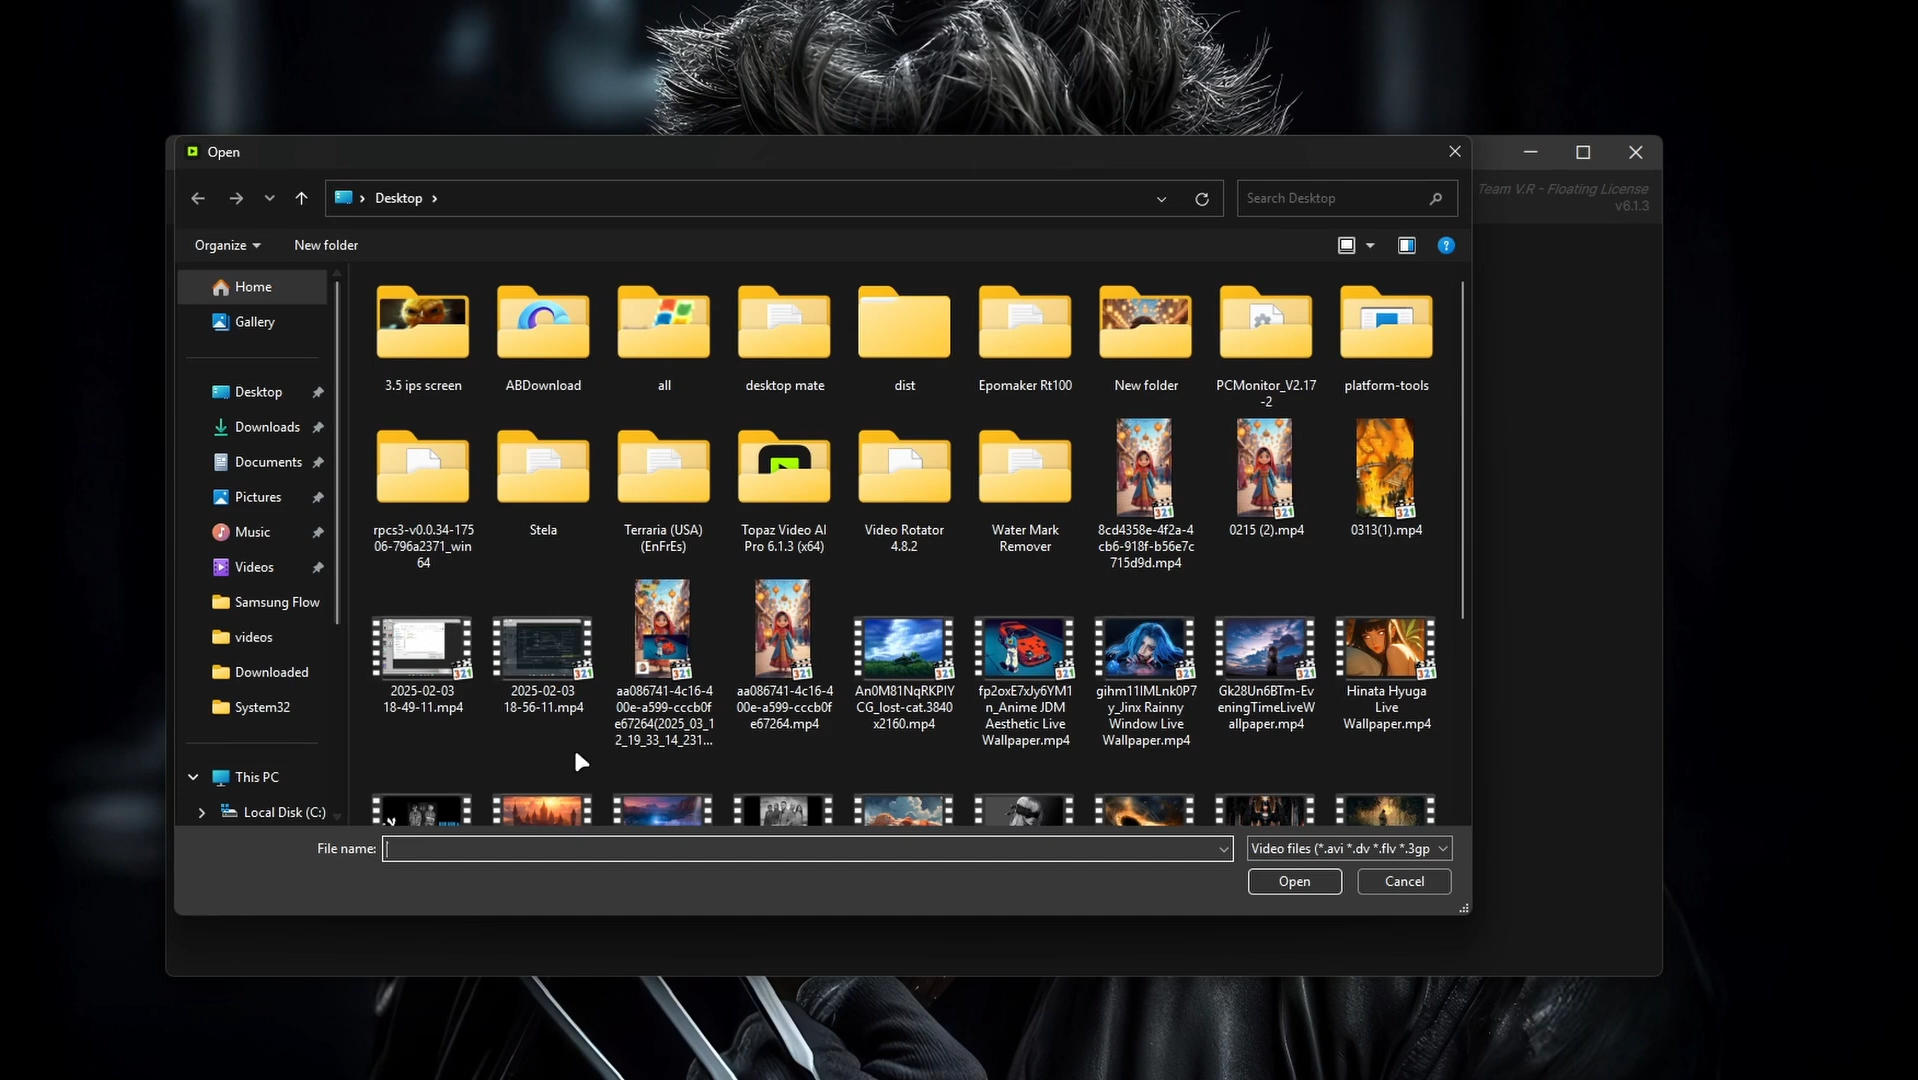 Open
Team V.R - Floating License
v6.1.3
Desktop
Search Desktop
Organize
New folder
Home
Gallery
Desktop
Downloads
Documents
Pictures
Music
Videos
Samsung Flow
videos
Downloaded
System32
This PC
Local Disk (C:)
3.5 ips screen
ABDownload
all
desktop mate
dist
Epomaker Rt100
New folder
PCMonitor_V2.17
-2
platform-tools
rpcs3-v0.0.34-175
06-796a2371_win
64
Stela
Terraria (USA)
(EnFrEs)
Topaz Video AI
Pro 6.1.3 (x64)
Video Rotator
4.8.2
Water Mark
Remover
8cd4358e-4f2a-4
cb6-918f-b56e7c
715d9d.mp4
0215 (2).mp4
0313(1).mp4
2025-02-03
18-49-11.mp4
2025-02-03
18-56-11.mp4
aa086741-4c16-4
00e-a599-cccb0f
e67264(2025_03_1
2_19_33_14_231...
aa086741-4c16-4
00e-a599-cccb0f
e67264.mp4
An0M81NqRKPIY
CG_lost-cat.3840
x2160.mp4
fp2oxE7xJy6YM1
n_Anime JDM
Aesthetic Live
Wallpaper.mp4
gihm11IMLnk0P7
y_Jinx Rainny
Window Live
Wallpaper.mp4
Gk28Un6BTm-Ev
eningTimeLiveW
allpaper.mp4
Hinata Hyuga
Live
Wallpaper.mp4
File name:
Video files (*.avi *.dv *.flv *.3gp
Open
Cancel